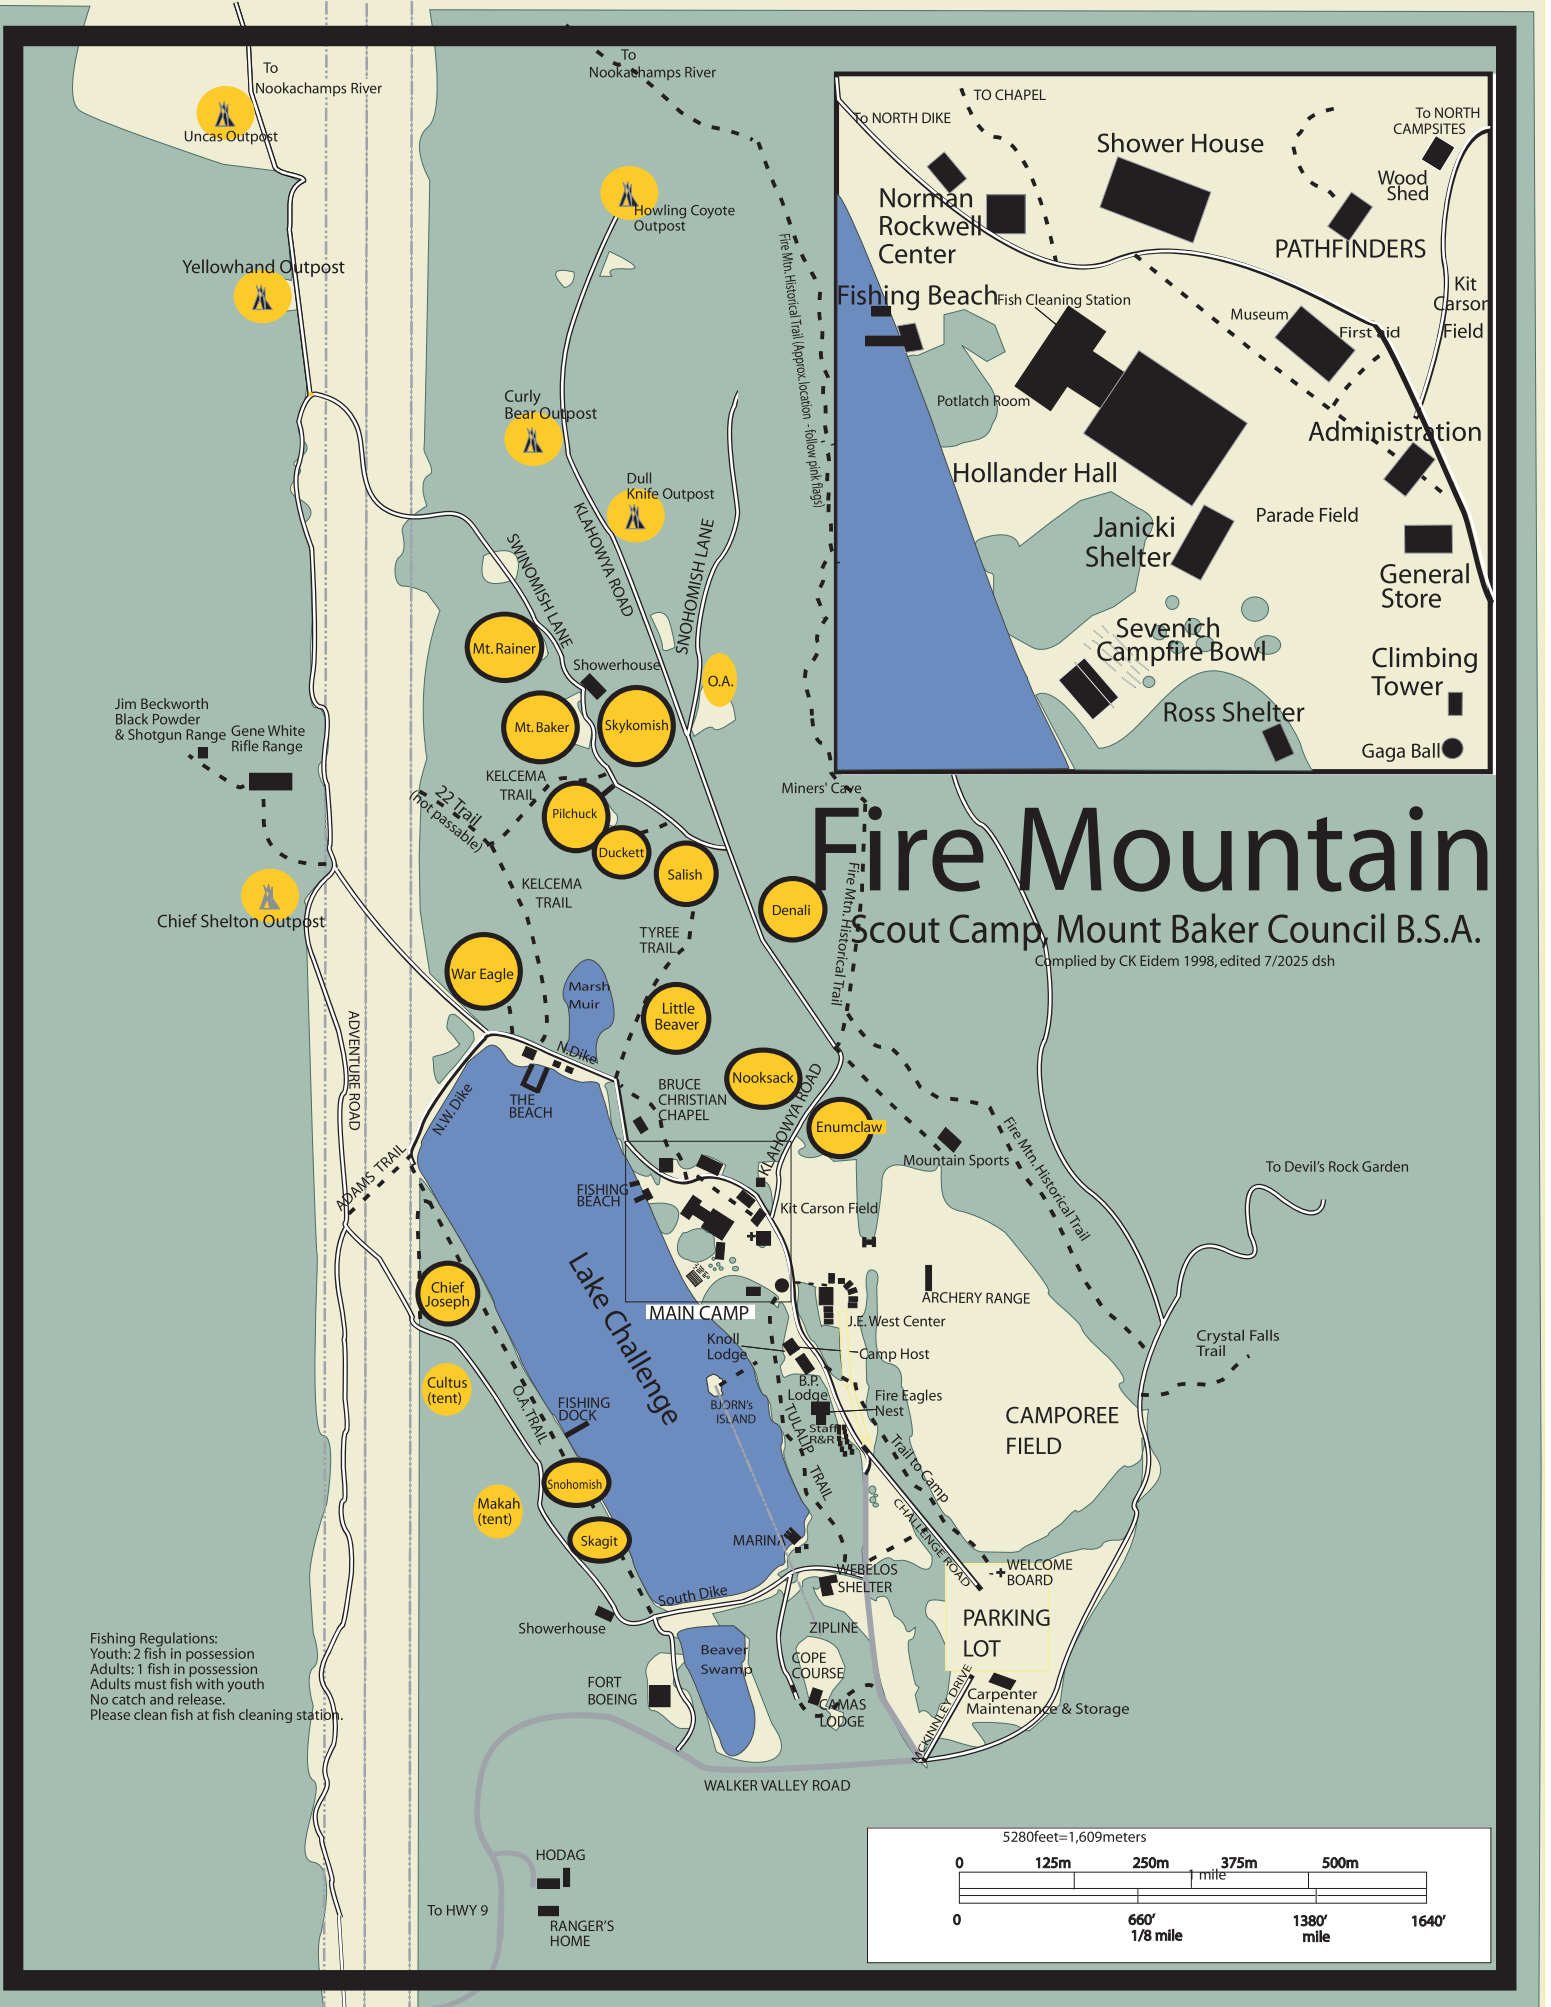 To
Nookachamps River
Uncas Outpost
To
Nookachamps River
Howling Coyote
Outpost
Yellowhand Outpost
Curly
Bear Outpost
Dull
Knife Outpost
Fire Mtn. Historical Trail (Approx. location - follow pink flags)
SWINOMISH LANE
KLAHOWYA ROAD
SNOHOMISH LANE
TO CHAPEL
To NORTH DIKE
Shower House
To NORTH
CAMPSITES
Wood
Shed
Norman
Rockwell
Center
PATHFINDERS
Kit
Carson
Field
Fishing Beach
Fish Cleaning Station
Museum
First aid
Potlatch Room
Administration
Hollander Hall
Parade Field
Janicki
Shelter
General
Store
Sevenich
Campfire Bowl
Climbing
Tower
Ross Shelter
Gaga Ball
Mt. Rainer
Showerhouse
O.A.
Mt. Baker
Skykomish
Jim Beckworth
Black Powder
& Shotgun Range
Gene White
Rifle Range
KELCEMA
TRAIL
22 Trail
(not passable)
Pilchuck
Duckett
Salish
Miners' Cave
Fire Mountain
Scout Camp, Mount Baker Council B.S.A.
Complied by CK Eidem 1998, edited 7/2025 dsh
Fire Mtn. Historical Trail
Denali
Chief Shelton Outpost
KELCEMA
TRAIL
TYREE
TRAIL
War Eagle
Marsh
Muir
Little
Beaver
ADVENTURE ROAD
N.Dike
N.W. Dike
THE
BEACH
BRUCE
CHRISTIAN
CHAPEL
Nooksack
KLAHOWYA ROAD
Enumclaw
Mountain Sports
Fire Mtn. Historical Trail
To Devil's Rock Garden
ADAMS TRAIL
FISHING
BEACH
Kit Carson Field
Chief
Joseph
Lake Challenge
MAIN CAMP
ARCHERY RANGE
J.E. West Center
Knoll
Lodge
Camp Host
Crystal Falls
Trail
Cultus
(tent)
O.A. TRAIL
FISHING
DOCK
BJORN's
ISLAND
B.P.
Lodge
Fire Eagles
Nest
Staff
R&R
TULALIP TRAIL
Trail to Camp
CAMPOREE
FIELD
Snohomish
Makah
(tent)
Skagit
MARINA
CHALLENGE ROAD
WEBELOS
SHELTER
WELCOME
BOARD
South Dike
Showerhouse
PARKING
LOT
ZIPLINE
Beaver
Swamp
COPE
COURSE
FORT
BOEING
CAMAS
LODGE
MCKINNLEY DRIVE
Carpenter
Maintenance & Storage
Fishing Regulations:
Youth: 2 fish in possession
Adults: 1 fish in possession
Adults must fish with youth
No catch and release.
Please clean fish at fish cleaning station.
WALKER VALLEY ROAD
HODAG
To HWY 9
RANGER'S
HOME
5280feet=1,609meters
0 125m 250m 375m 500m
1 mile
0 660' 1380' 1640'
1/8 mile mile